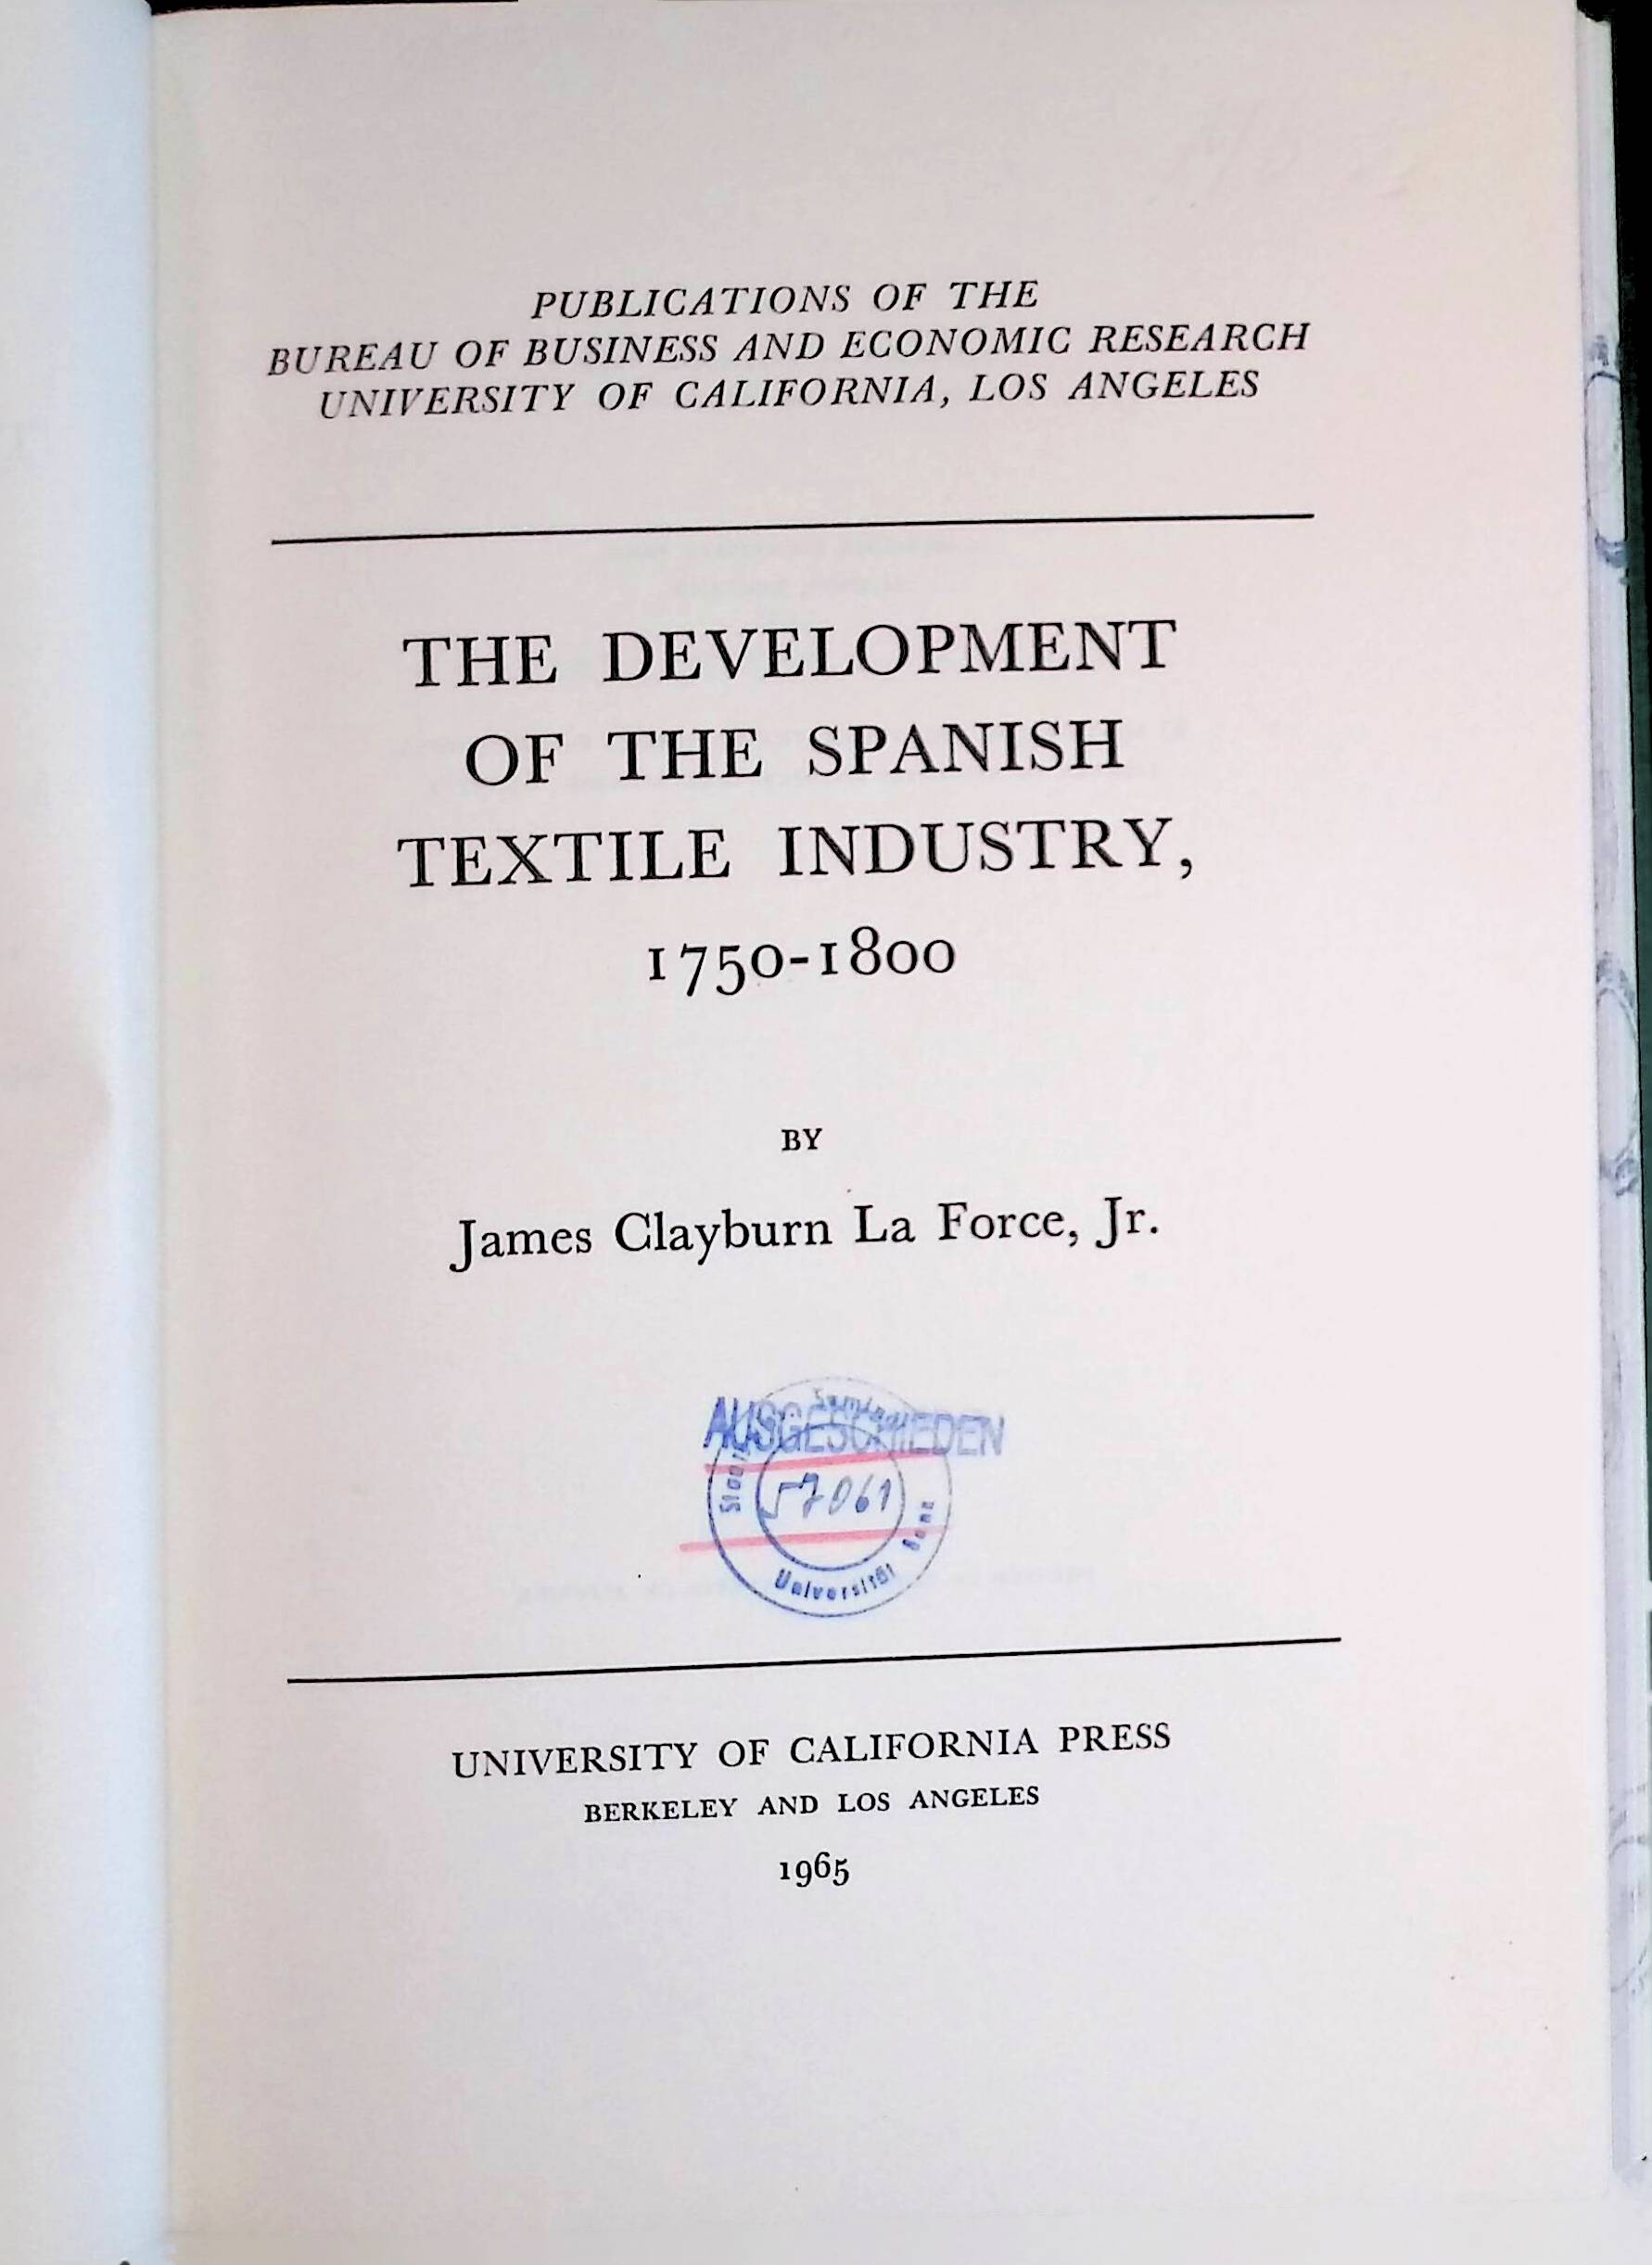 PUBLICATIONS OF THE
BUREAU OF BUSINESS AND ECONOMIC RESEARCH
UNIVERSITY OF CALIFORNIA, LOS ANGELES
THE DEVELOPMENT
OF THE SPANISH
TEXTILE INDUSTRY,
1750-1800
BY
James Clayburn La Force, Jr.
AUSGESCHIEDEN
Seminar
57061
Universität Bonn
UNIVERSITY OF CALIFORNIA PRESS
BERKELEY AND LOS ANGELES
1965